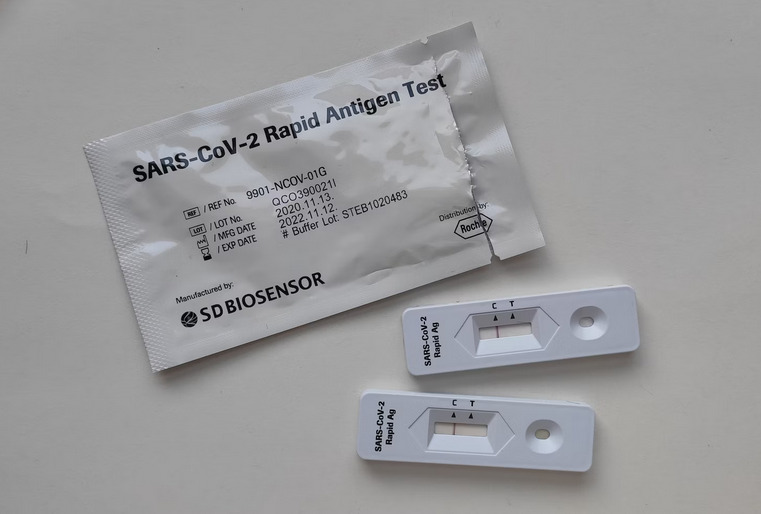 SARS-CoV-2 Rapid Antigen Test
REF / REF No. 9901-NCOV-01G
LOT / LOT No. QCO390021I
/ MFG DATE 2020.11.13.
/ EXP DATE 2022.11.12.
# Buffer Lot: STEB1020483
Distribution by:
Roche
Manufactured by:
SD BIOSENSOR
C T
SARS-CoV-2
Rapid Ag
C T
SARS-CoV-2
Rapid Ag